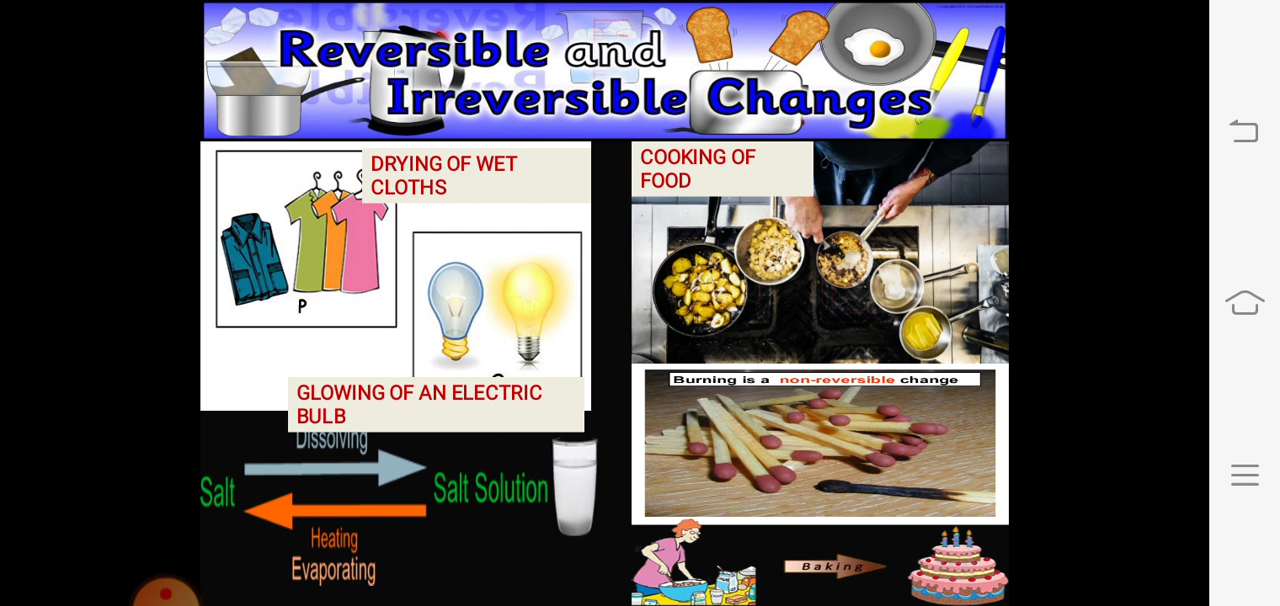 Reversible and
Irreversible Changes
DRYING OF WET
CLOTHS
P
GLOWING OF AN ELECTRIC
BULB
COOKING OF
FOOD
Burning is a non-reversible change
Dissolving
Salt
Salt Solution
Heating
Evaporating
Baking